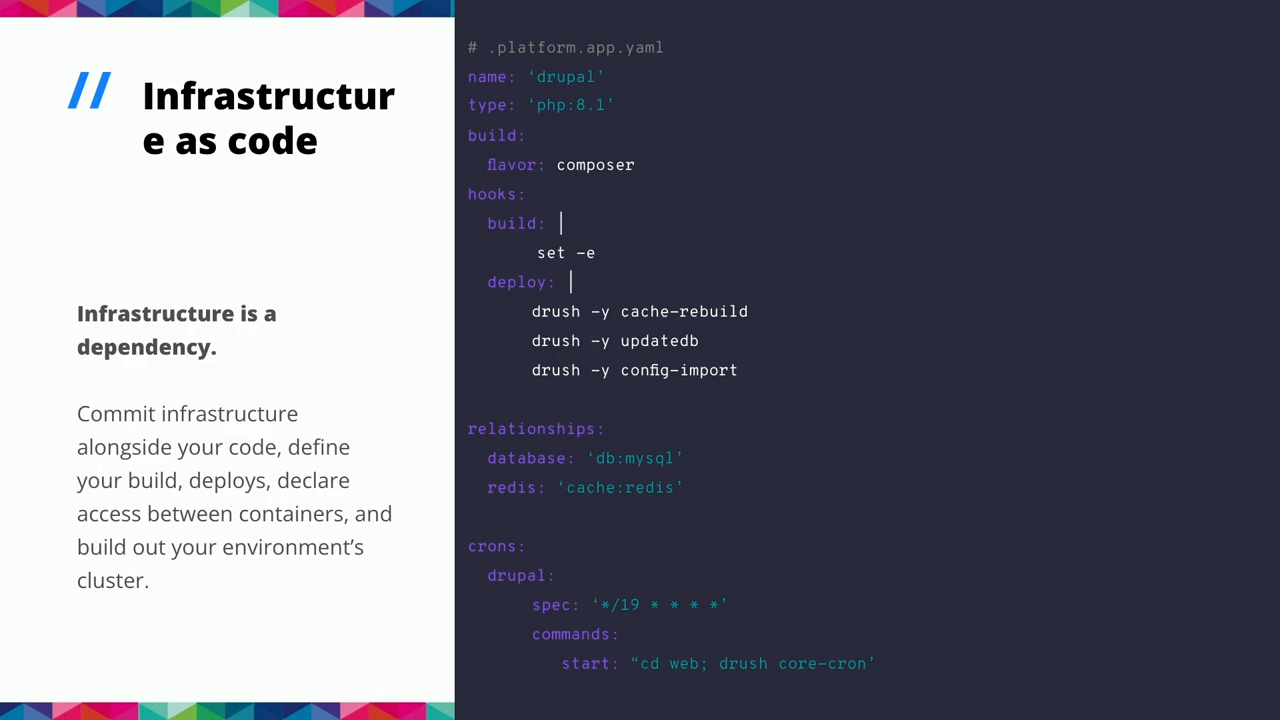 //
Infrastructur
e as code
Infrastructure is a
dependency.
Commit infrastructure
alongside your code, define
your build, deploys, declare
access between containers, and
build out your environment’s
cluster.
# .platform.app.yaml
name: ‘drupal’
type: ‘php:8.1’
build:
  flavor: composer
hooks:
  build: |
    set -e
  deploy: |
    drush -y cache-rebuild
    drush -y updatedb
    drush -y config-import
relationships:
  database: ‘db:mysql’
  redis: ‘cache:redis’
crons:
  drupal:
    spec: ‘*/19 * * * *’
    commands:
      start: “cd web; drush core-cron’